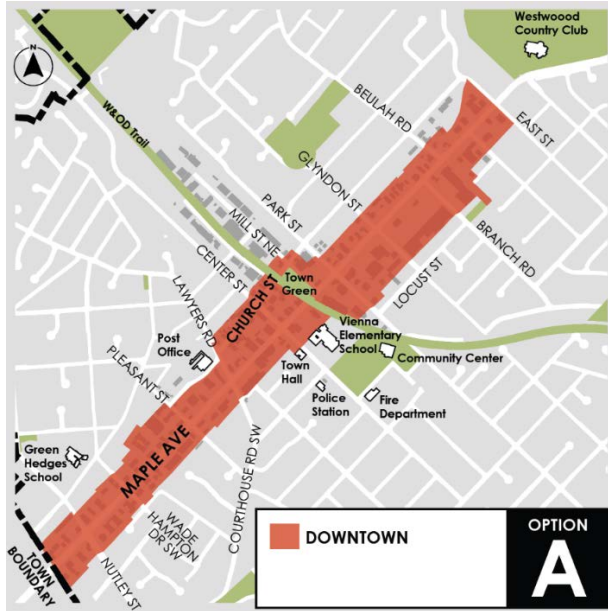 Westwoood
Country Club
N
BEULAH RD
EAST ST
W&OD Trail
GLYNDON ST
PARK ST
MILL ST NE
BRANCH RD
CENTER ST
LOCUST ST
LAWYERS RD
CHURCH ST
Town
Green
Vienna
Elementary
School
Post
Office
Community Center
PLEASANT ST
Town
Hall
Police
Station
Fire
Department
MAPLE AVE
Green
Hedges
School
COURTHOUSE RD SW
WADE
HAMPTON
DR SW
NUTLEY ST
TOWN
BOUNDARY
DOWNTOWN
OPTION
A